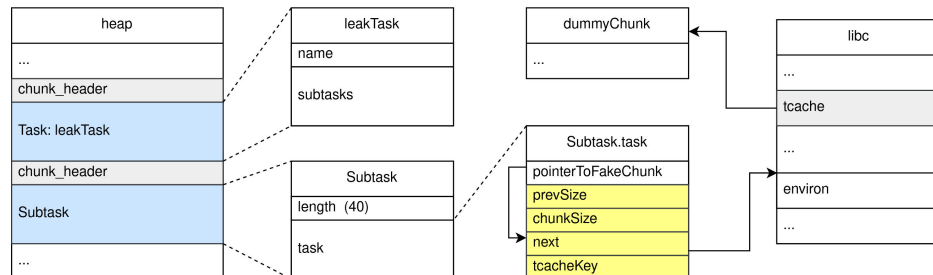 heap
...
chunk_header
Task: leakTask
chunk_header
Subtask
...
leakTask
name
subtasks
Subtask
length (40)
task
dummyChunk
...
Subtask.task
pointerToFakeChunk
prevSize
chunkSize
next
tcacheKey
libc
...
tcache
...
environ
...